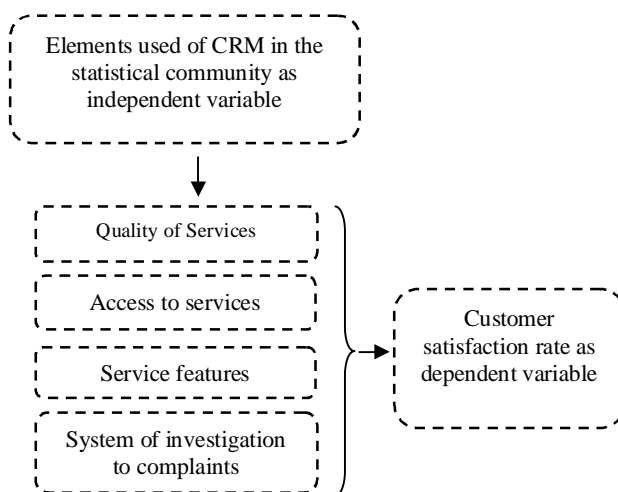 Elements used of CRM in the
statistical community as
independent variable
Quality of Services
Access to services
Service features
System of investigation
to complaints
Customer
satisfaction rate as
dependent variable